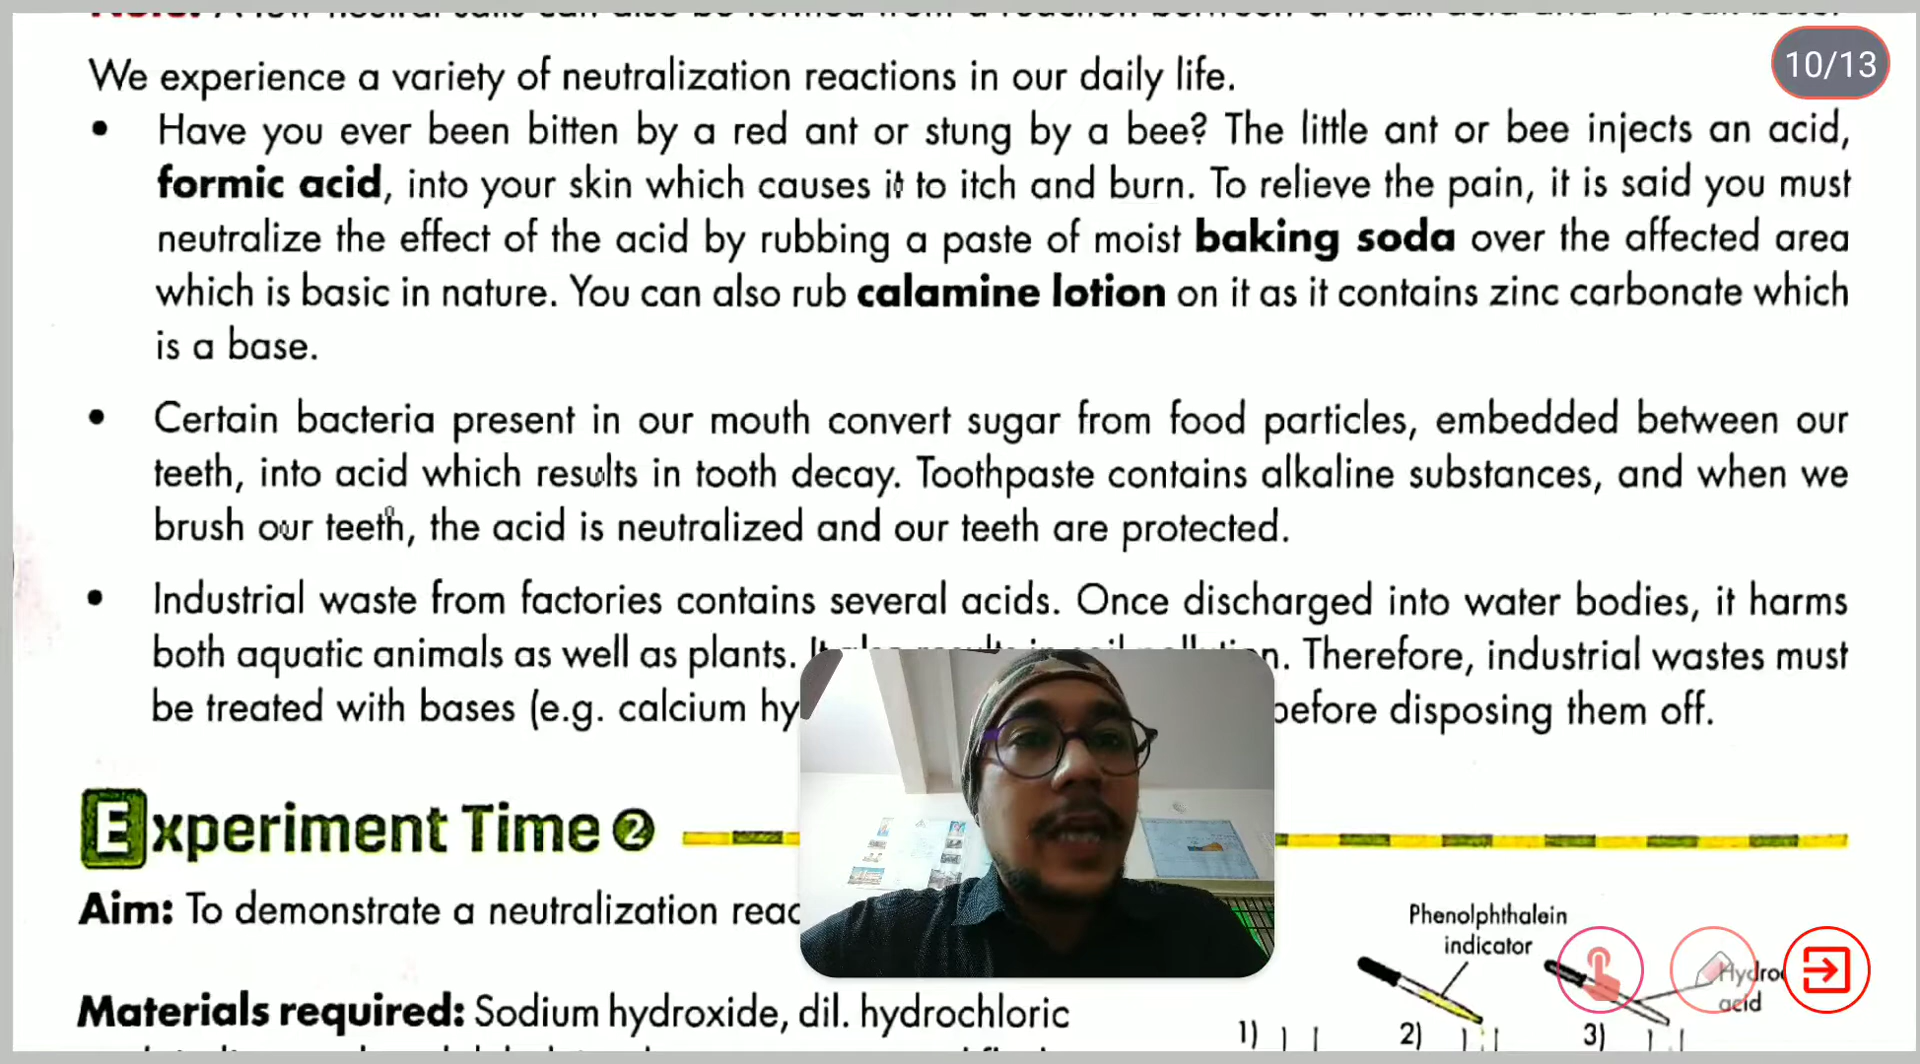 We experience a variety of neutralization reactions in our daily life.
10/13
• Have you ever been bitten by a red ant or stung by a bee? The little ant or bee injects an acid,
formic acid, into your skin which causes it to itch and burn. To relieve the pain, it is said you must
neutralize the effect of the acid by rubbing a paste of moist baking soda over the affected area
which is basic in nature. You can also rub calamine lotion on it as it contains zinc carbonate which
is a base.
• Certain bacteria present in our mouth convert sugar from food particles, embedded between our
teeth, into acid which results in tooth decay. Toothpaste contains alkaline substances, and when we
brush our teeth, the acid is neutralized and our teeth are protected.
• Industrial waste from factories contains several acids. Once discharged into water bodies, it harms
both aquatic animals as well as plants. Therefore, industrial wastes must
be treated with bases (e.g. calcium hy before disposing them off.
Experiment Time 2
Aim: To demonstrate a neutralization reac
Phenolphthalein
indicator
Hydro
acid
Materials required: Sodium hydroxide, dil. hydrochloric
1) 2) 3)